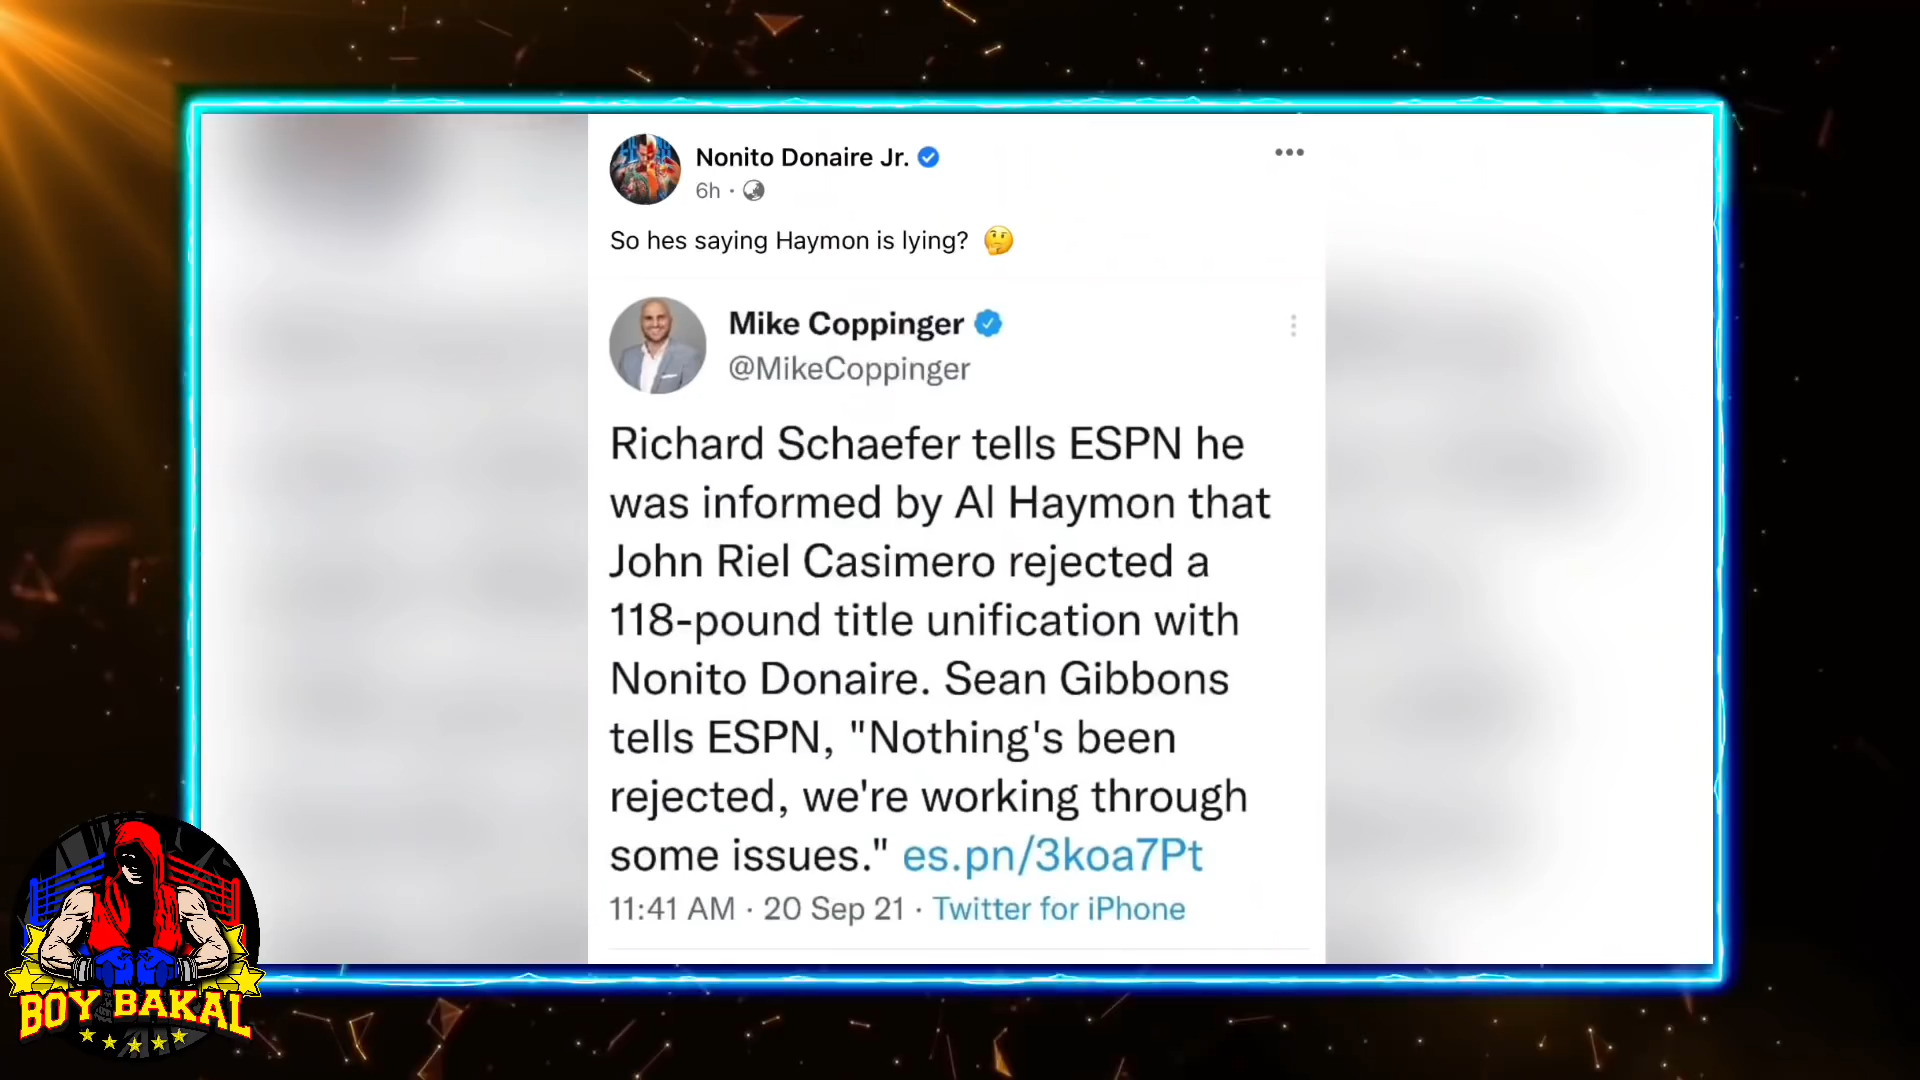 Nonito Donaire Jr.
6h ·
So hes saying Haymon is lying? 🤔
Mike Coppinger
@MikeCoppinger
Richard Schaefer tells ESPN he
was informed by Al Haymon that
John Riel Casimero rejected a
118-pound title unification with
Nonito Donaire. Sean Gibbons
tells ESPN, "Nothing's been
rejected, we're working through
some issues." es.pn/3koa7Pt
11:41 AM · 20 Sep 21 · Twitter for iPhone
BOY BAKAL